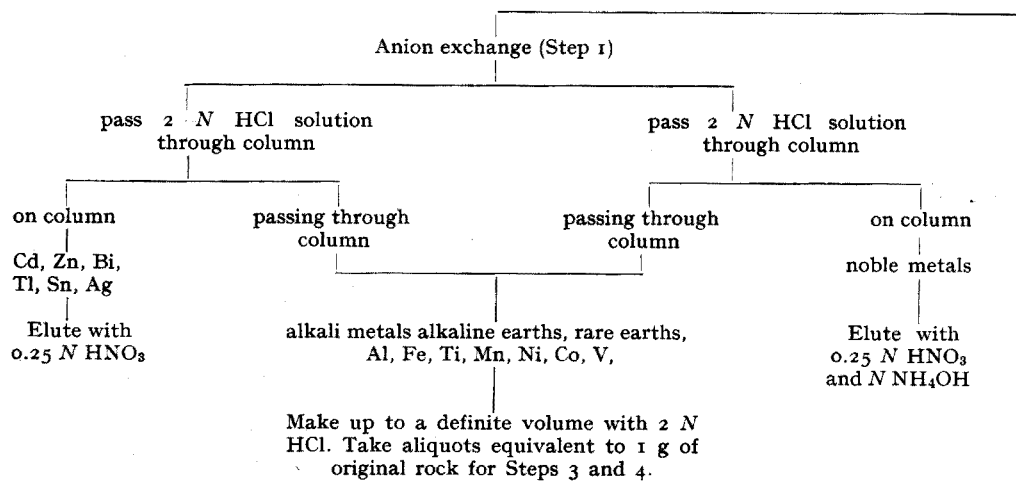 Anion exchange (Step 1)
pass 2 N HCl solution
through column
pass 2 N HCl solution
through column
on column
passing through
column
passing through
column
on column
Cd, Zn, Bi,
Tl, Sn, Ag
noble metals
Elute with
0.25 N HNO₃
alkali metals alkaline earths, rare earths,
Al, Fe, Ti, Mn, Ni, Co, V,
Elute with
0.25 N HNO₃
and N NH₄OH
Make up to a definite volume with 2 N
HCl. Take aliquots equivalent to 1 g of
original rock for Steps 3 and 4.